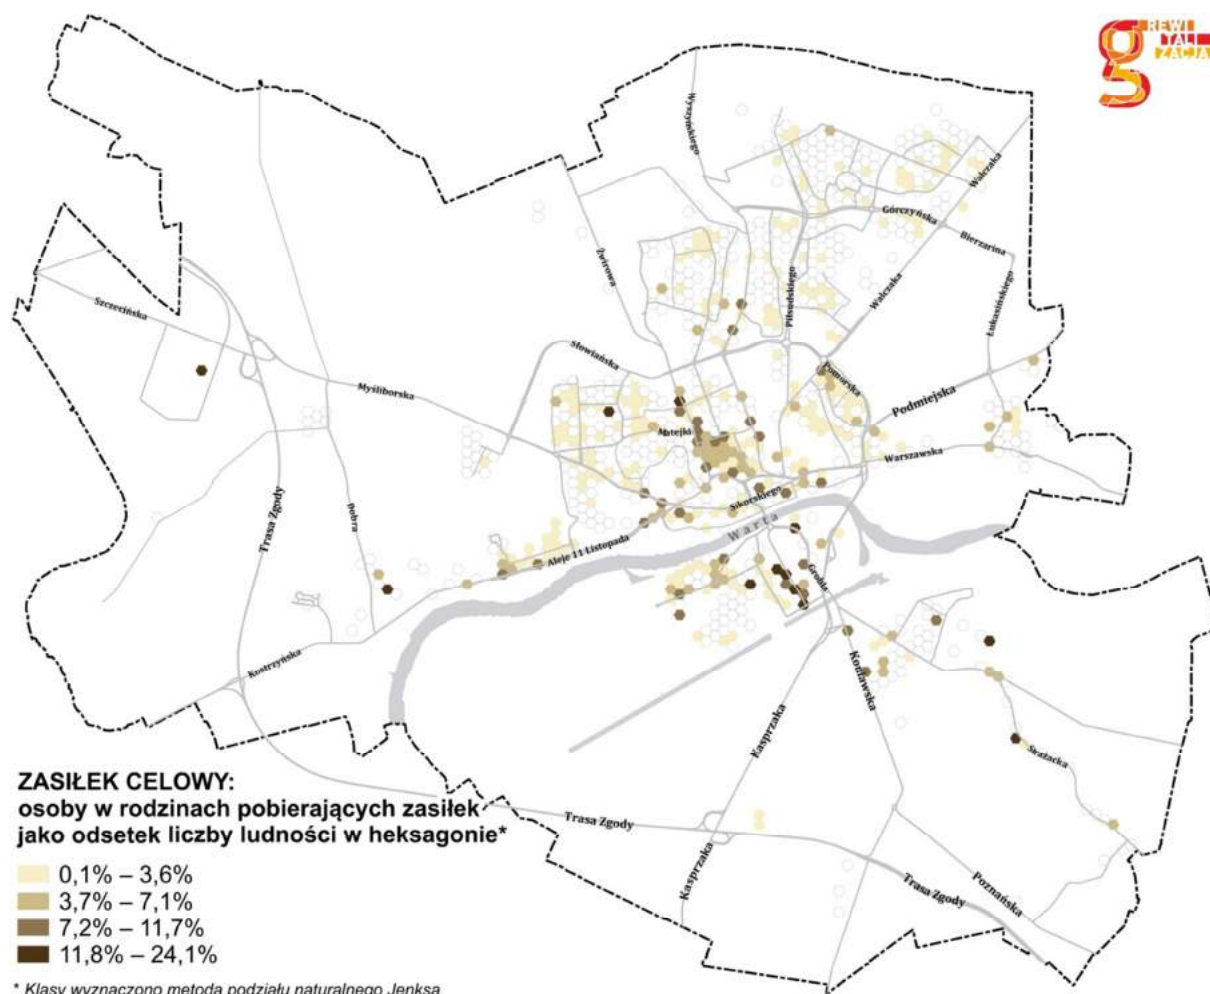 REWI
TALI
ZACJA
Wyszyńskiego
Walczaka
Górczyńska
Bierzarina
Żwirowa
Piłsudskiego
Walczaka
Łukasińskiego
Szczecińska
Słowiańska
Myśliborska
Pomorska
Podmiejska
Matejki
Warszawska
Sikorskiego
Trasa Zgody
Dobra
Warta
Aleje 11 Listopada
Grobla
Kostrzyńska
Koniawska
Kasprzaka
Skwiażacka
ZASIŁEK CELOWY:
osoby w rodzinach pobierających zasiłek
jako odsetek liczby ludności w heksagonie*
0,1% – 3,6%
3,7% – 7,1%
7,2% – 11,7%
11,8% – 24,1%
Trasa Zgody
Kasprzaka
Trasa Zgody
Poznańska
* Klasy wyznaczono metodą podziału naturalnego Jenksa